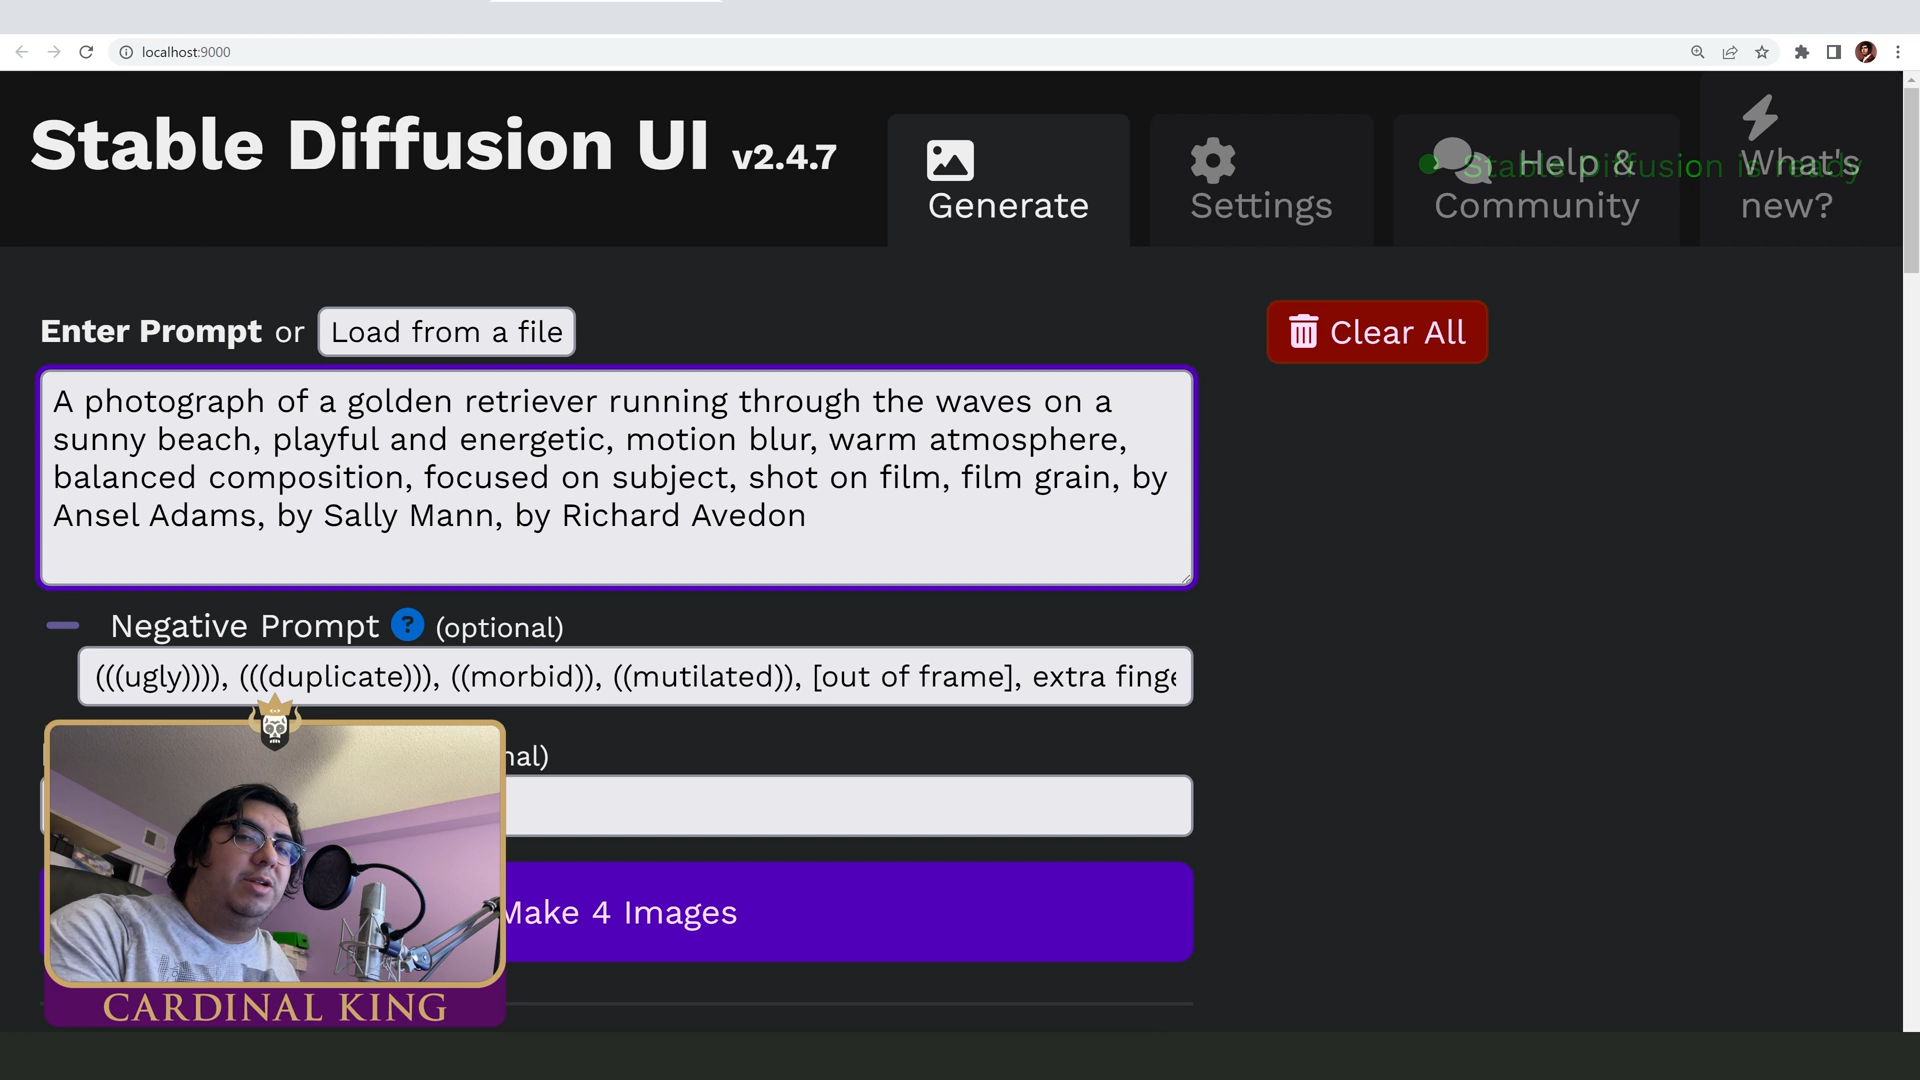 localhost:9000
Stable Diffusion UI v2.4.7
Generate
Settings
Help &
Community
Stable Diffusion is ready
What's
new?
Enter Prompt or Load from a file
Clear All
A photograph of a golden retriever running through the waves on a
sunny beach, playful and energetic, motion blur, warm atmosphere,
balanced composition, focused on subject, shot on film, film grain, by
Ansel Adams, by Sally Mann, by Richard Avedon
Negative Prompt ? (optional)
(((ugly)))), (((duplicate))), ((morbid)), ((mutilated)), [out of frame], extra finge
nal)
Make 4 Images
CARDINAL KING